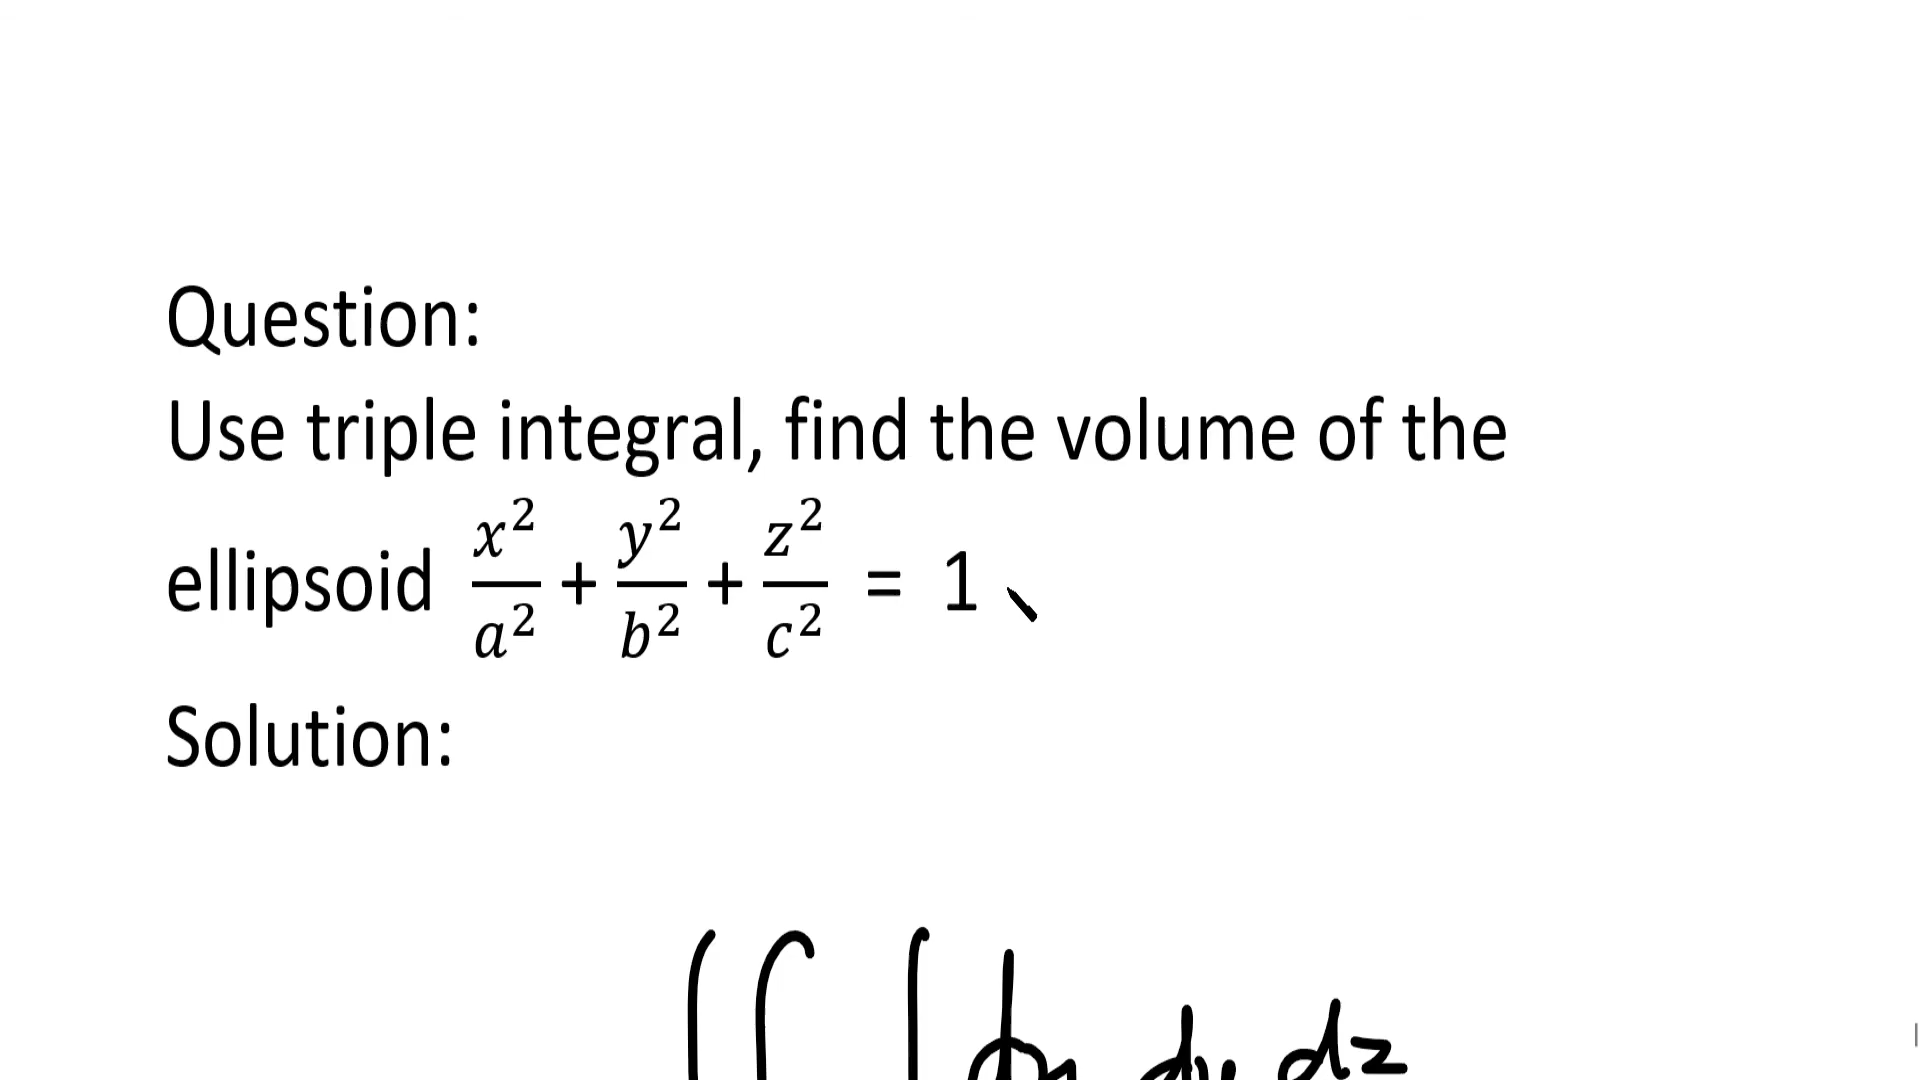 Question:
Use triple integral, find the volume of the
ellipsoid x²/a² + y²/b² + z²/c² = 1
Solution:
∫∫∫ dx dy dz